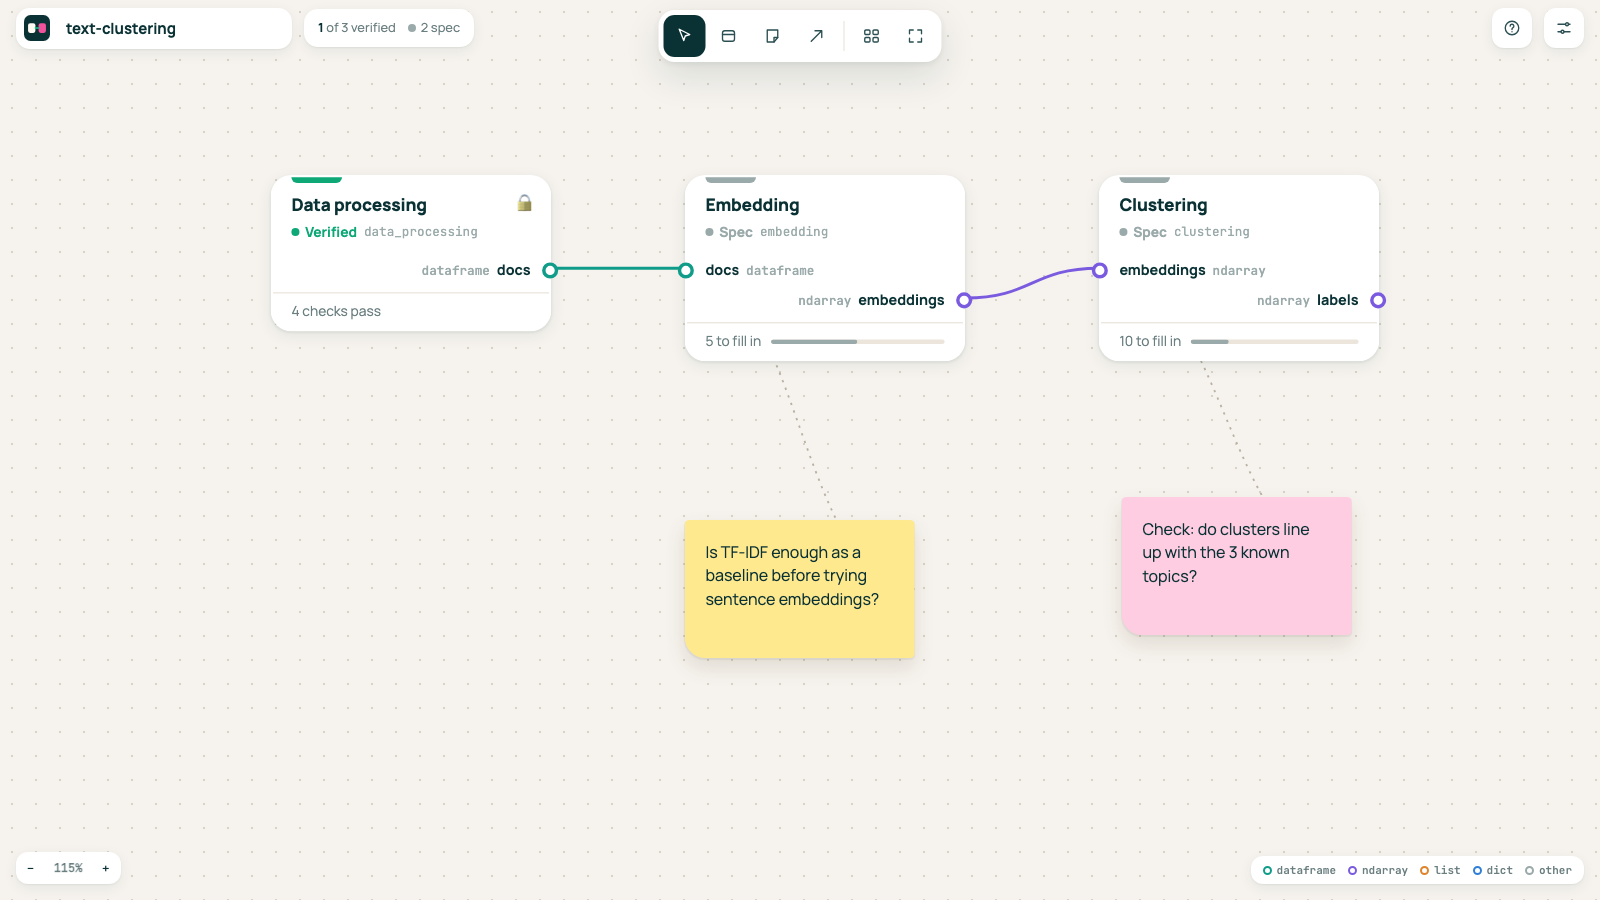 text-clustering
1 of 3 verified 2 spec
Data processing
Verified data_processing
dataframe docs
4 checks pass
Embedding
Spec embedding
docs dataframe
ndarray embeddings
5 to fill in
Clustering
Spec clustering
embeddings ndarray
ndarray labels
10 to fill in
Is TF-IDF enough as a
baseline before trying
sentence embeddings?
Check: do clusters line
up with the 3 known
topics?
− 115% +
dataframe ndarray list dict other